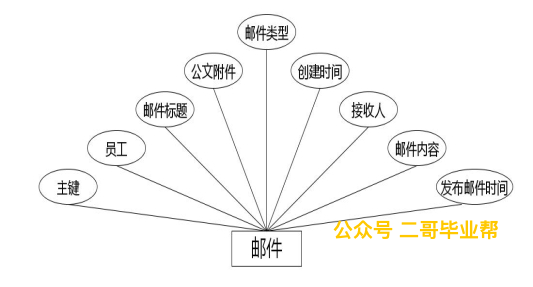 邮件类型
公文附件
创建时间
邮件标题
接收人
员工
邮件内容
主键
发布邮件时间
公众号 二哥毕业帮
邮件